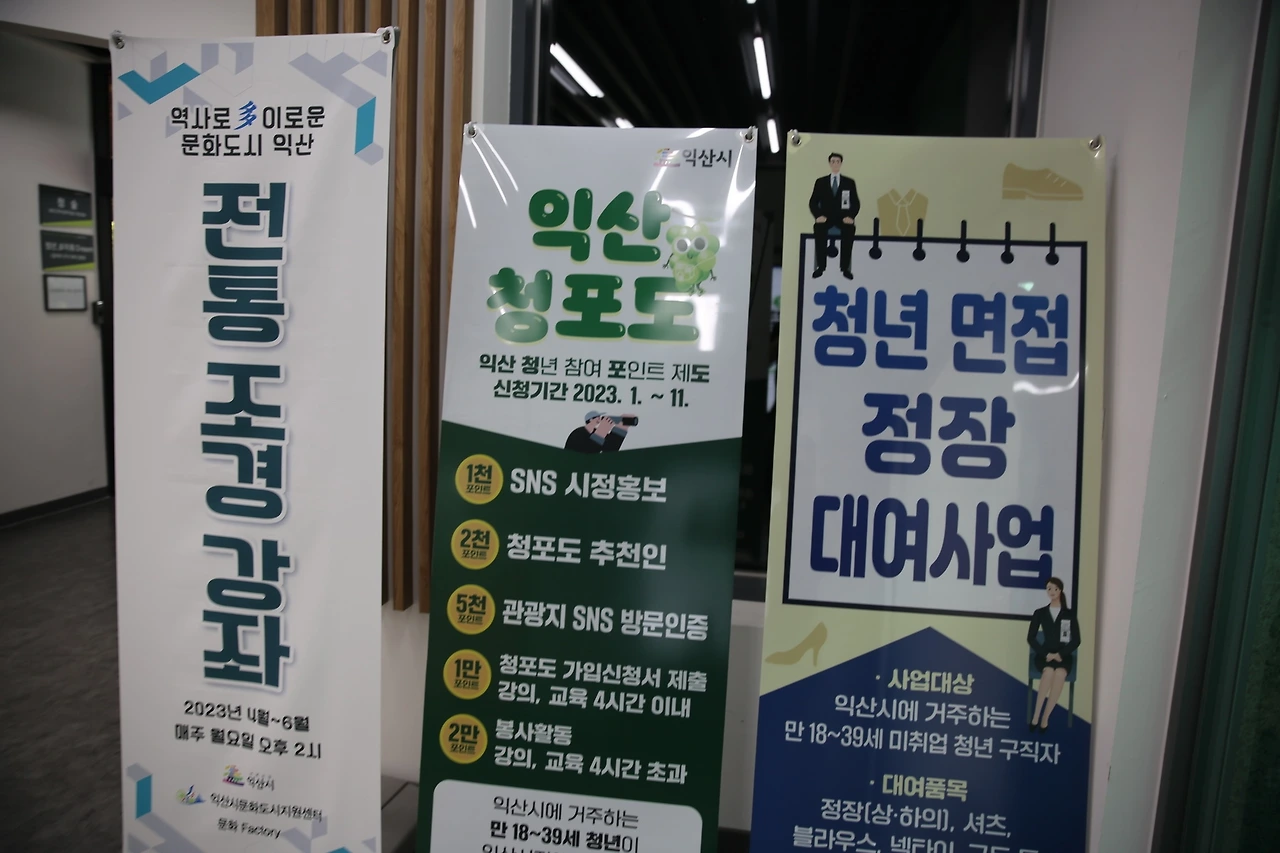 역사로 多 이로운
문화도시 익산
전통 조경 강좌
2023년 4월~6월
매주 월요일 오후 2시
익산시
익산시문화도시지원센터
문화 Factory
익산시
익산
청포도
익산 청년 참여 포인트 제도
신청기간 2023. 1. ~ 11.
1천 포인트 SNS 시정홍보
2천 포인트 청포도 추천인
5천 포인트 관광지 SNS 방문인증
1만 포인트 청포도 가입신청서 제출
강의, 교육 4시간 이내
2만 포인트 봉사활동
강의, 교육 4시간 초과
익산시에 거주하는
만 18~39세 청년이
청년 면접
정장
대여사업
· 사업대상
익산시에 거주하는
만 18~39세 미취업 청년 구직자
· 대여품목
정장(상·하의), 셔츠,
블라우스, 넥타이,